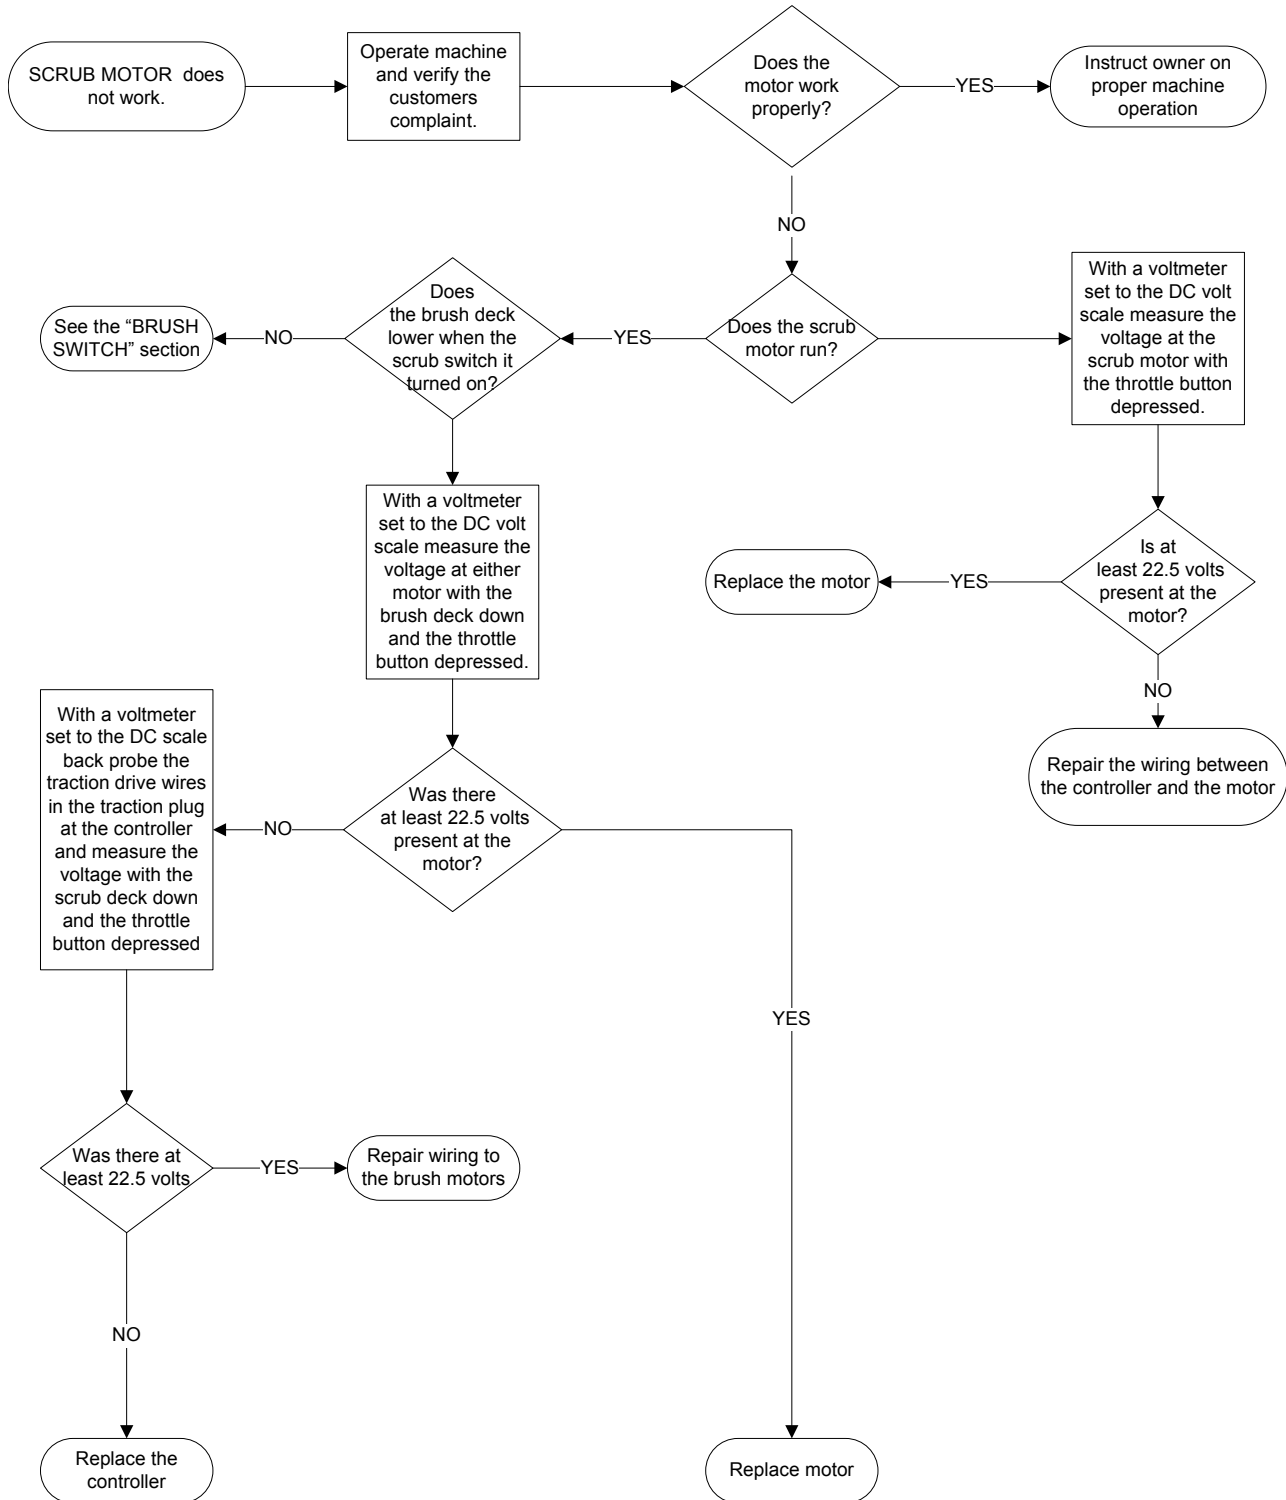 SCRUB MOTOR does
not work.
Operate machine
and verify the
customers
complaint.
Does the
motor work
properly?
YES
Instruct owner on
proper machine
operation
NO
See the “BRUSH
SWITCH” section
NO
Does
the brush deck
lower when the
scrub switch it
turned on?
YES
Does the scrub
motor run?
With a voltmeter
set to the DC volt
scale measure the
voltage at the
scrub motor with
the throttle button
depressed.
With a voltmeter
set to the DC volt
scale measure the
voltage at either
motor with the
brush deck down
and the throttle
button depressed.
Replace the motor
YES
Is at
least 22.5 volts
present at the
motor?
NO
Repair the wiring between
the controller and the motor
With a voltmeter
set to the DC scale
back probe the
traction drive wires
in the traction plug
at the controller
and measure the
voltage with the
scrub deck down
and the throttle
button depressed
NO
Was there
at least 22.5 volts
present at the
motor?
YES
Was there at
least 22.5 volts
YES
Repair wiring to
the brush motors
NO
Replace the
controller
Replace motor